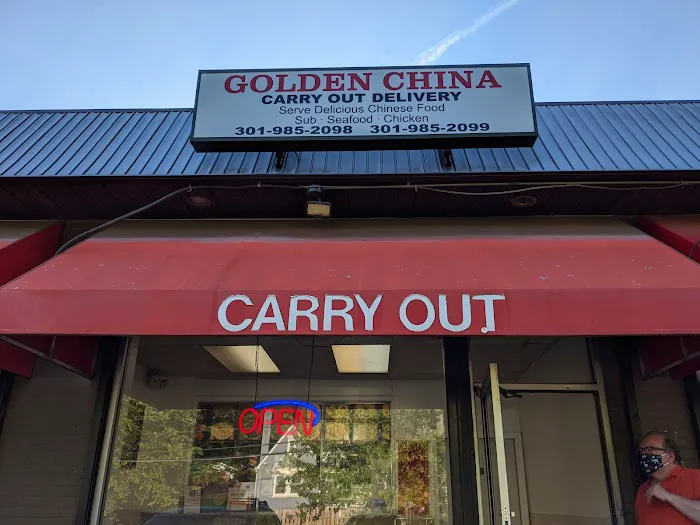 GOLDEN CHINA
CARRY OUT DELIVERY
Serve Delicious Chinese Food
Sub · Seafood · Chicken
301-985-2098 301-985-2099
CARRY OUT
OPEN